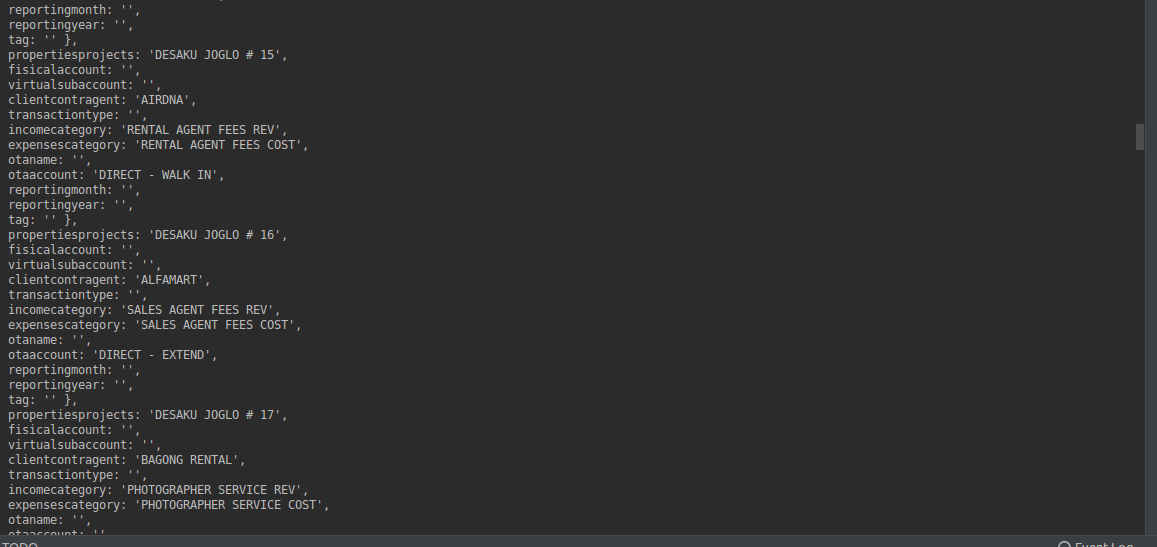 reportingmonth: '',
reportingyear: '',
tag: '' },
propertiesprojects: 'DESAKU JOGLO # 15',
fisicalaccount: '',
virtualsubaccount: '',
clientcontragent: 'AIRDNA',
transactiontype: '',
incomecategory: 'RENTAL AGENT FEES REV',
expensescategory: 'RENTAL AGENT FEES COST',
otaname: '',
otaaccount: 'DIRECT - WALK IN',
reportingmonth: '',
reportingyear: '',
tag: '' },
propertiesprojects: 'DESAKU JOGLO # 16',
fisicalaccount: '',
virtualsubaccount: '',
clientcontragent: 'ALFAMART',
transactiontype: '',
incomecategory: 'SALES AGENT FEES REV',
expensescategory: 'SALES AGENT FEES COST',
otaname: '',
otaaccount: 'DIRECT - EXTEND',
reportingmonth: '',
reportingyear: '',
tag: '' },
propertiesprojects: 'DESAKU JOGLO # 17',
fisicalaccount: '',
virtualsubaccount: '',
clientcontragent: 'BAGONG RENTAL',
transactiontype: '',
incomecategory: 'PHOTOGRAPHER SERVICE REV',
expensescategory: 'PHOTOGRAPHER SERVICE COST',
otaname: '',
otaaccount: ''
TODO
Event Log